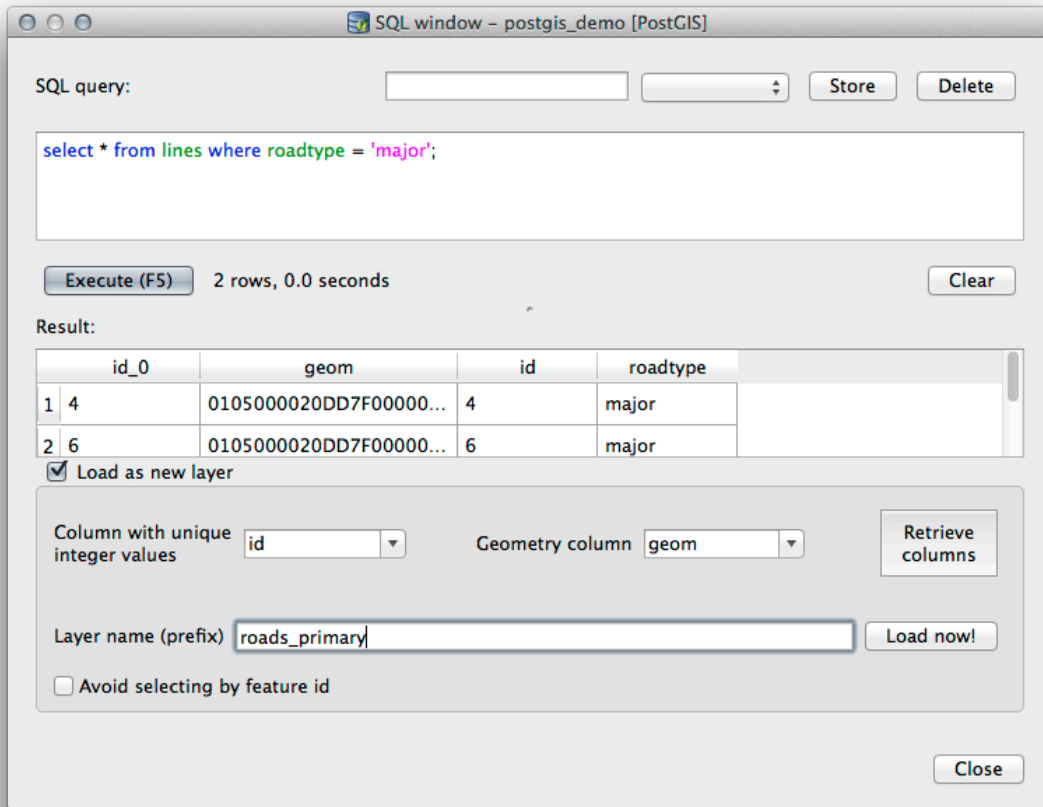 SQL window – postgis_demo [PostGIS]
SQL query:
Store
Delete
select * from lines where roadtype = 'major';
Execute (F5)
2 rows, 0.0 seconds
Clear
Result:
id_0 geom id roadtype
1 4 0105000020DD7F00000... 4 major
2 6 0105000020DD7F00000... 6 major
Load as new layer
Column with unique
integer values
id
Geometry column
geom
Retrieve
columns
Layer name (prefix)
roads_primary
Load now!
Avoid selecting by feature id
Close